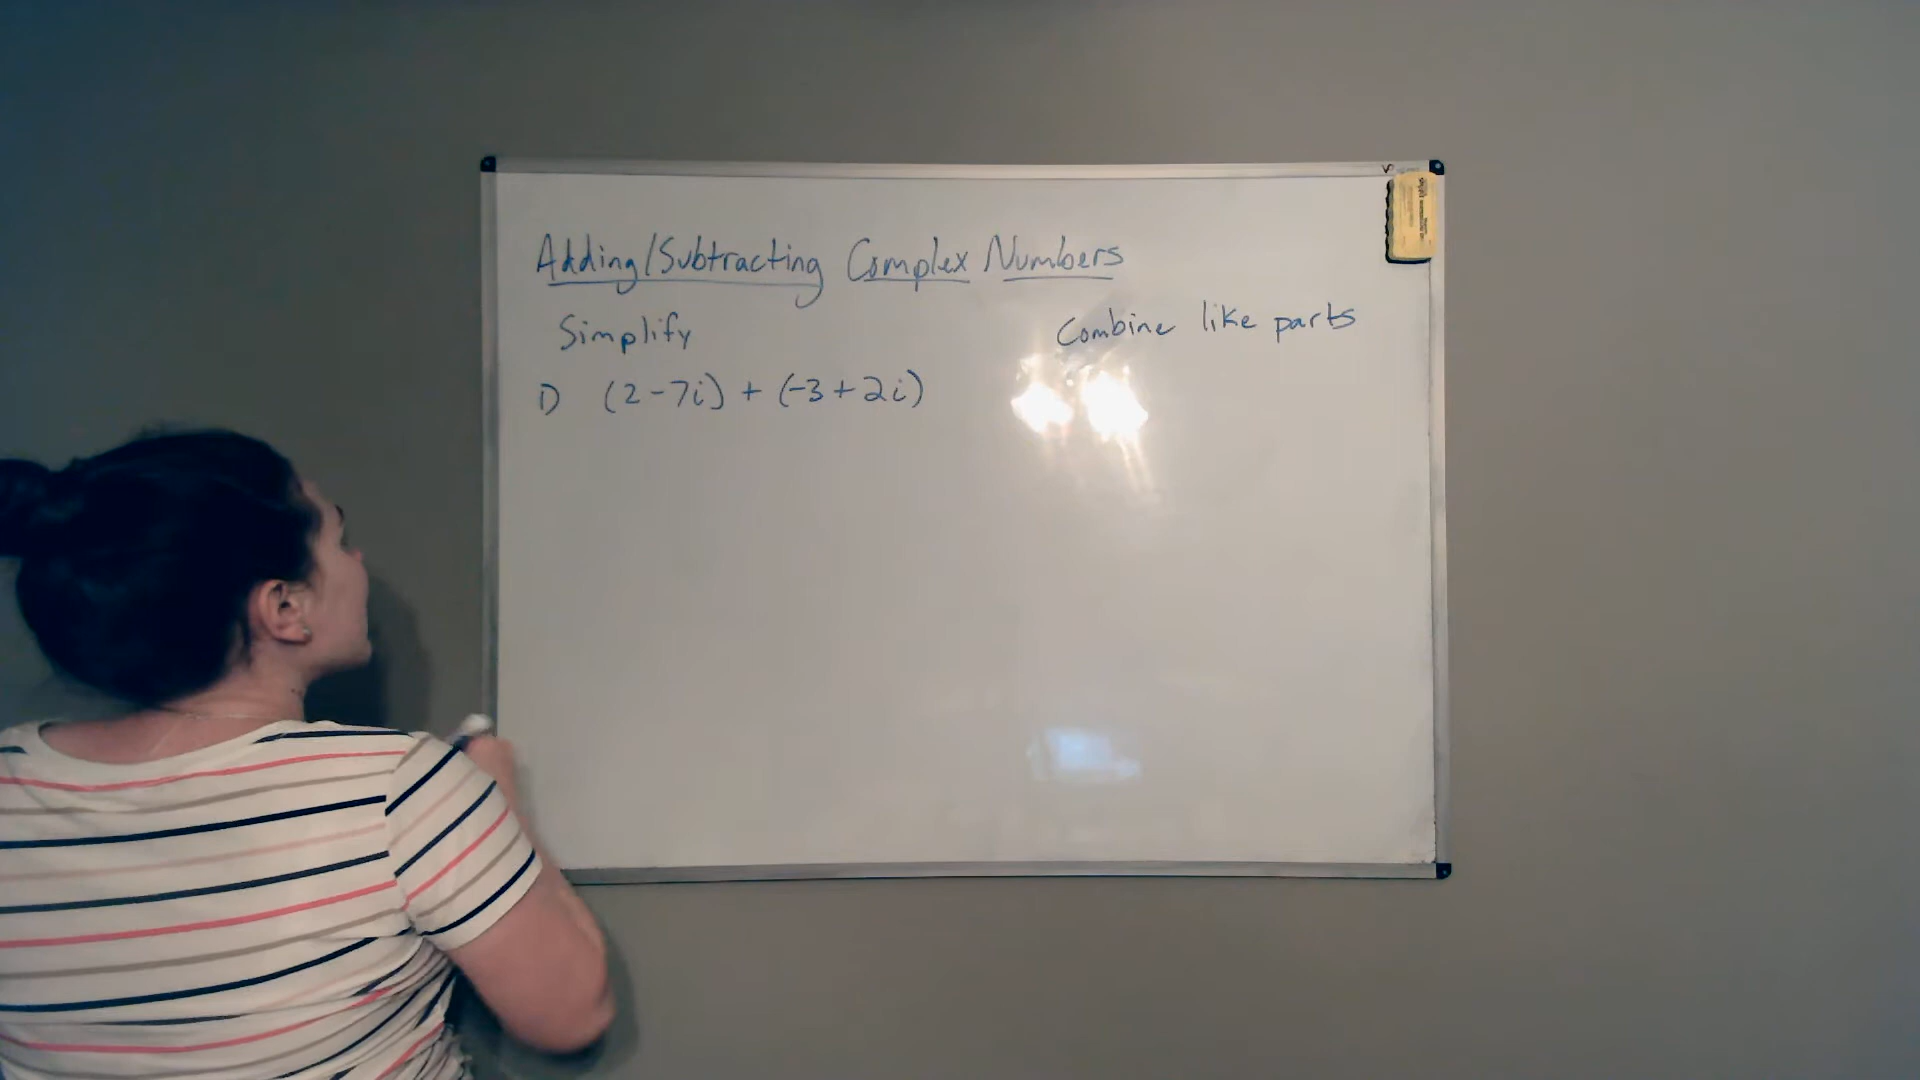 Adding/Subtracting Complex Numbers
Simplify
Combine like parts
1) (2-7i) + (-3+2i)